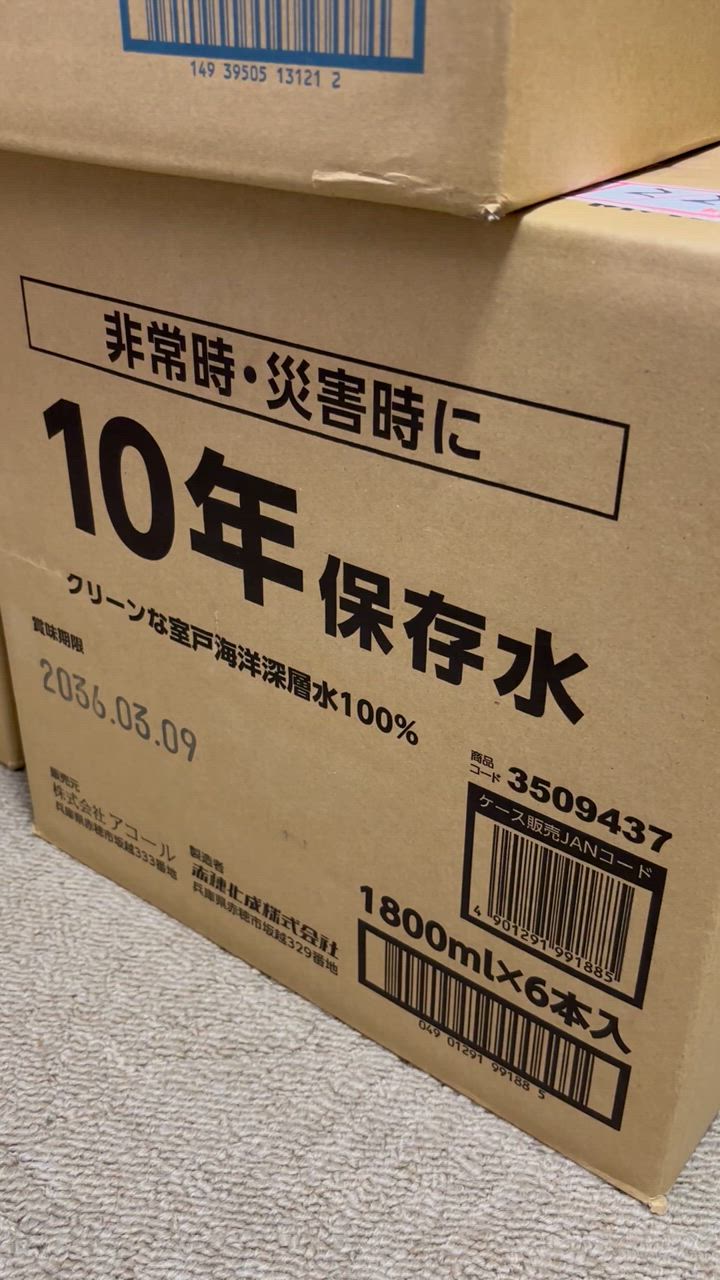 149 39505 13121 2
非常時・災害時に
10年保存水
クリーンな室戸海洋深層水100%
賞味期限
2036.03.09
商品
コード 3509437
ケース販売JANコード
4 901291 991885
販売元
株式会社アコール
兵庫県赤穂市坂越333番地
製造者
赤穂化成株式会社
兵庫県赤穂市坂越329番地
1800ml×6本入
049 01291 99188 5